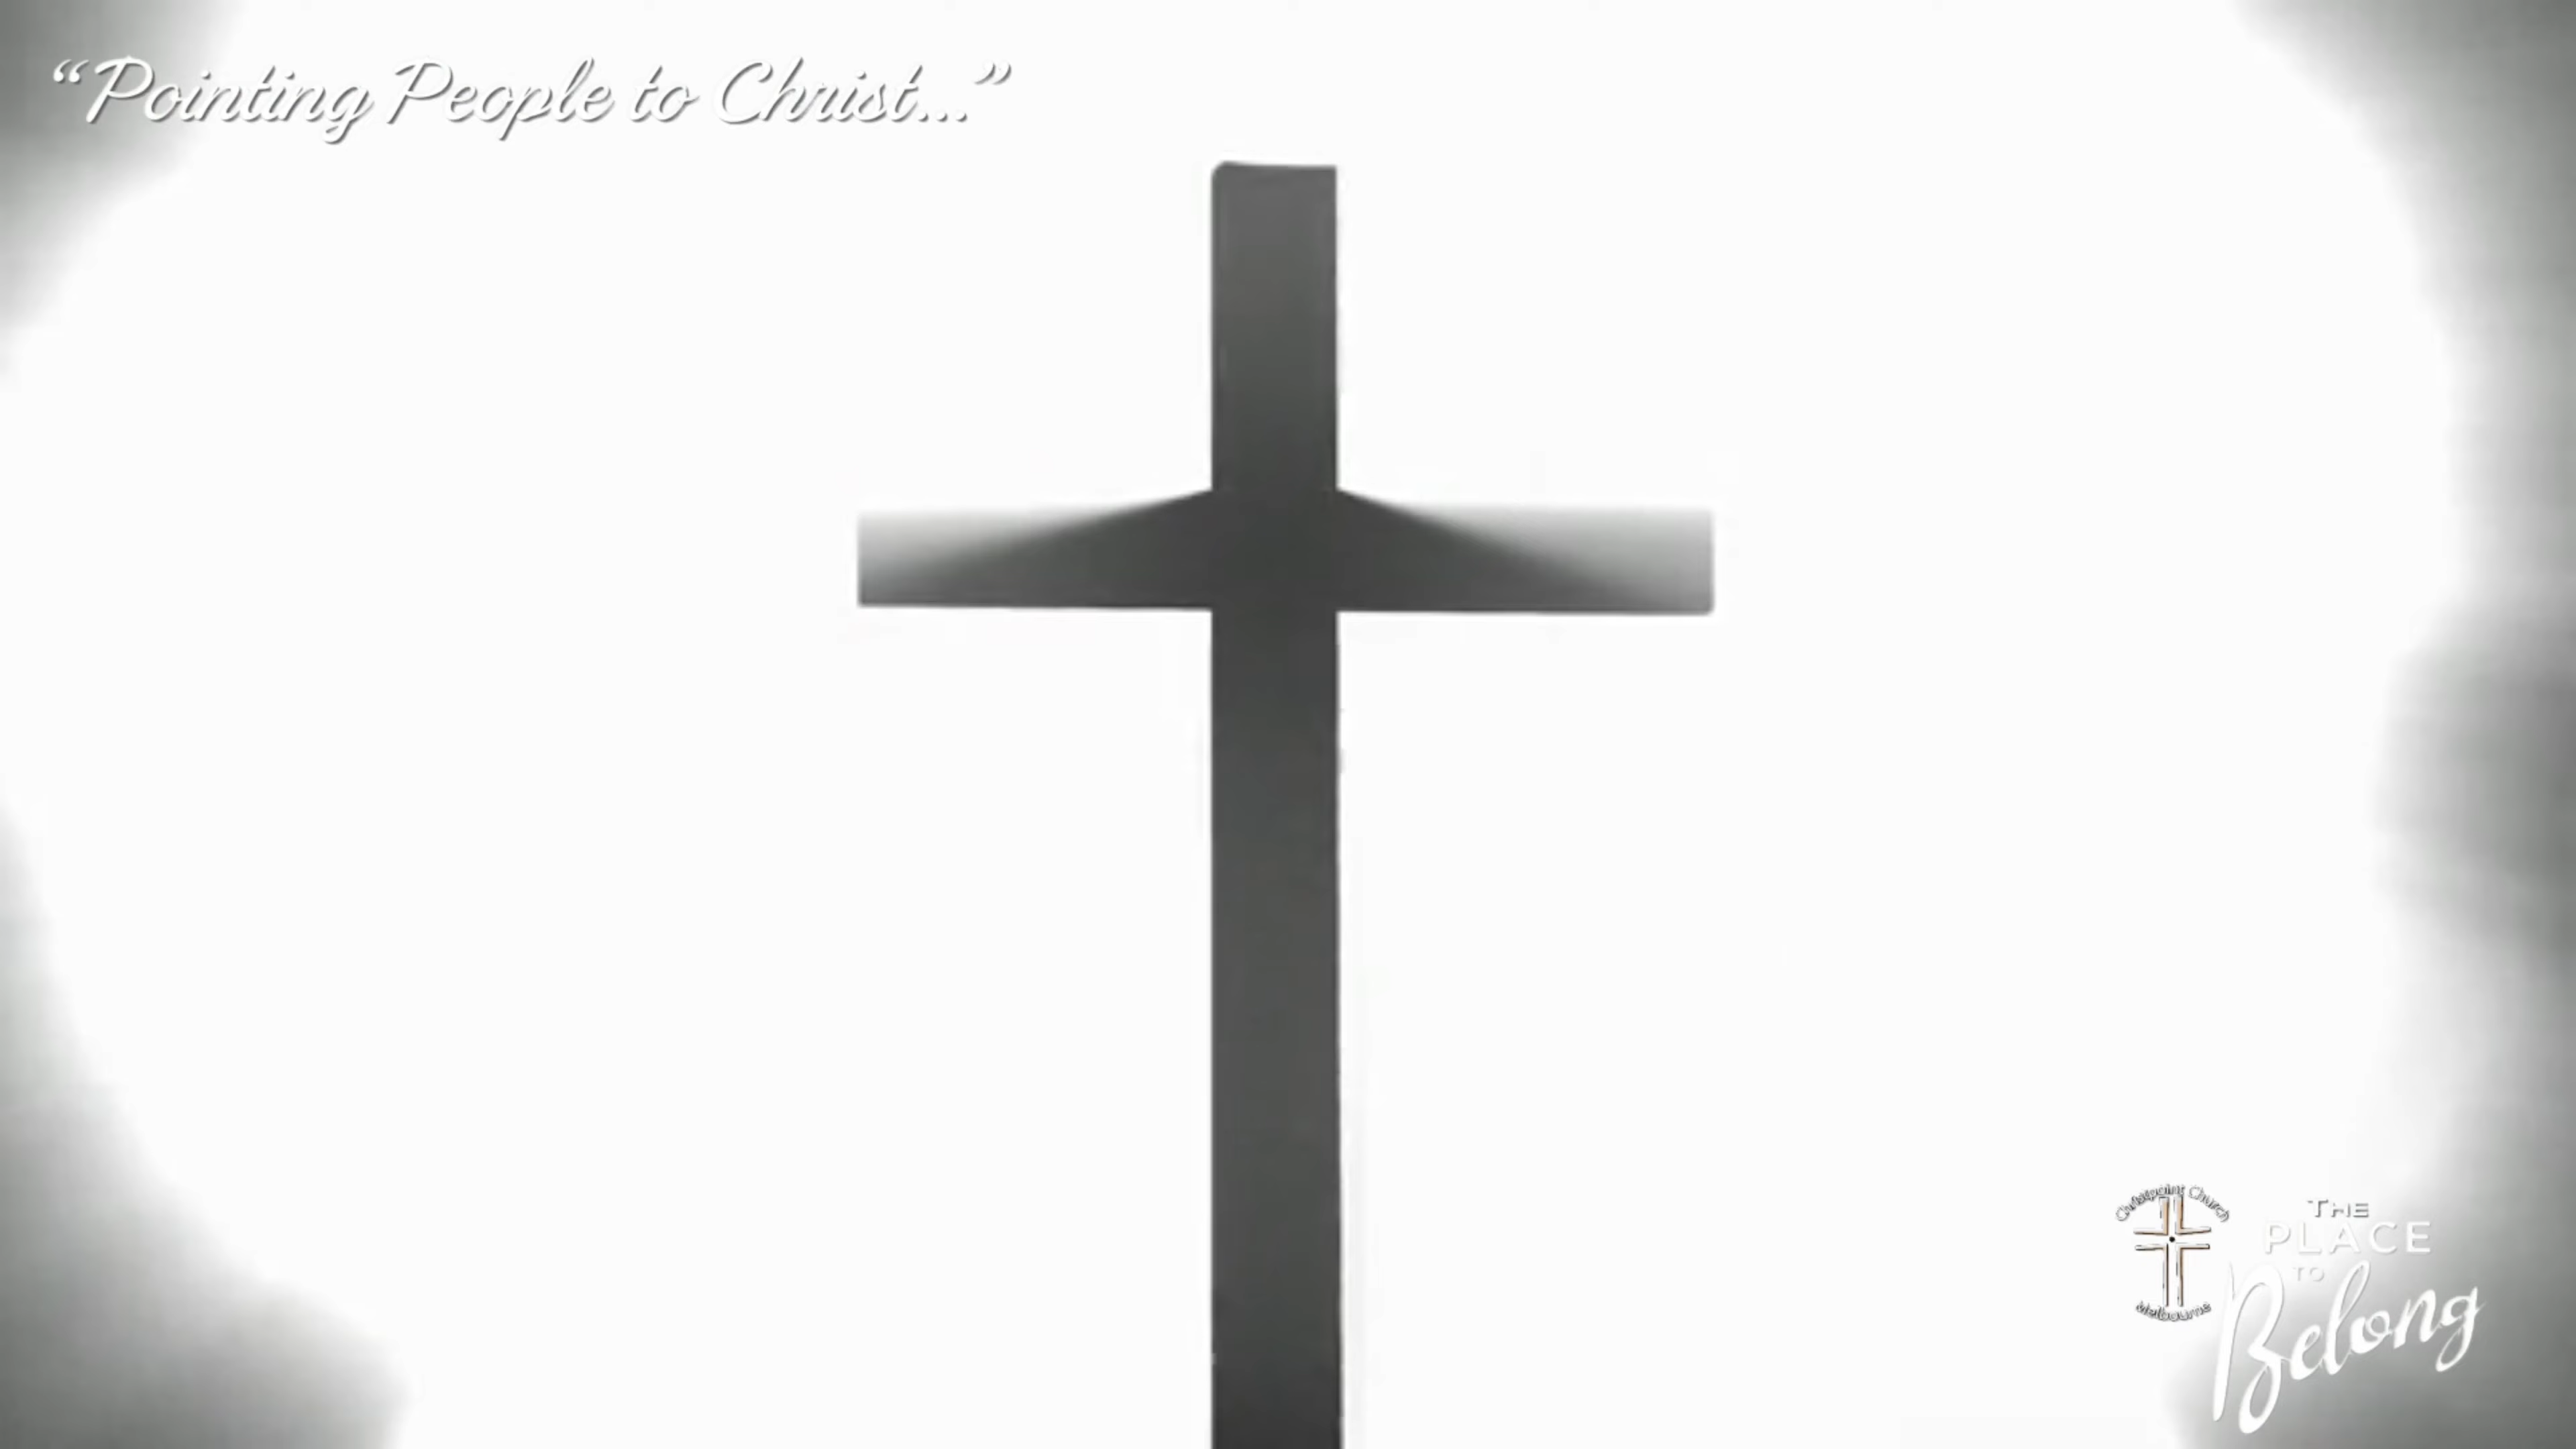 “Pointing People to Christ...”
Christpoint Church
Melbourne
THE
PLACE
TO
Belong